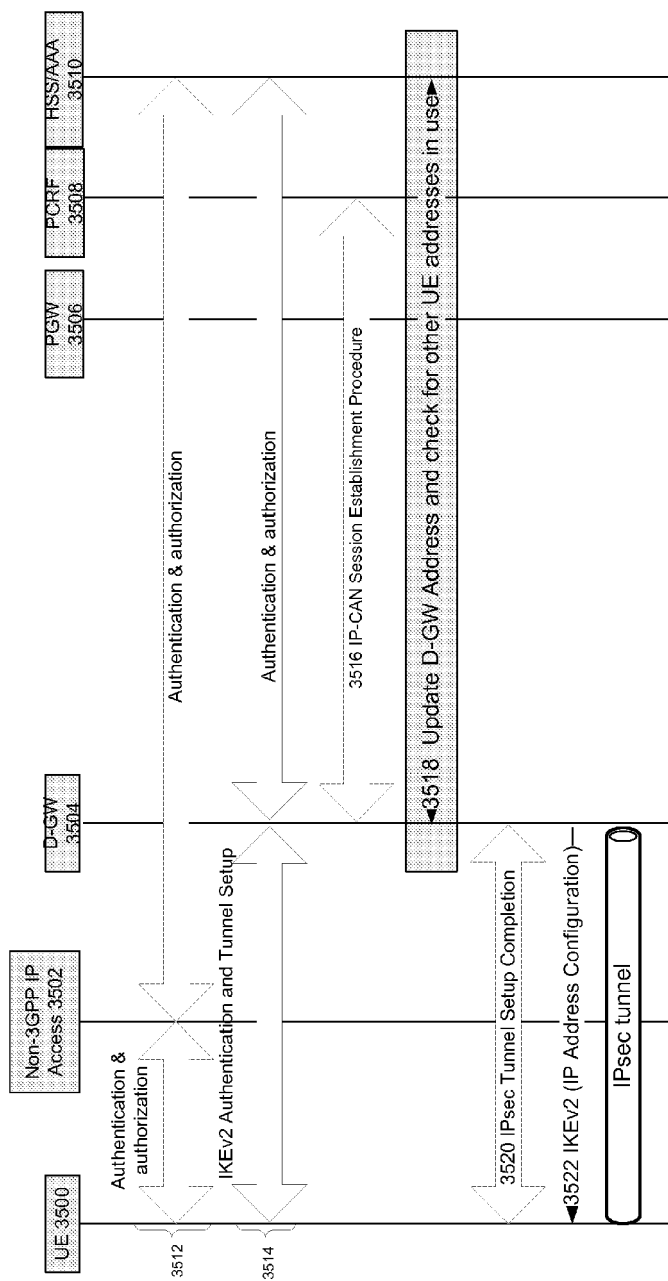 UE 3500
Non-3GPP IP
Access 3502
D-GW
3504
PGW
3506
PCRF
3508
HSS/AAA
3510
3512
Authentication &
authorization
Authentication & authorization
3514
IKEv2 Authentication and Tunnel Setup
Authentication & authorization
3516 IP-CAN Session Establishment Procedure
3518 Update D-GW Address and check for other UE addresses in use
3520 IPsec Tunnel Setup Completion
3522 IKEv2 (IP Address Configuration)
IPsec tunnel